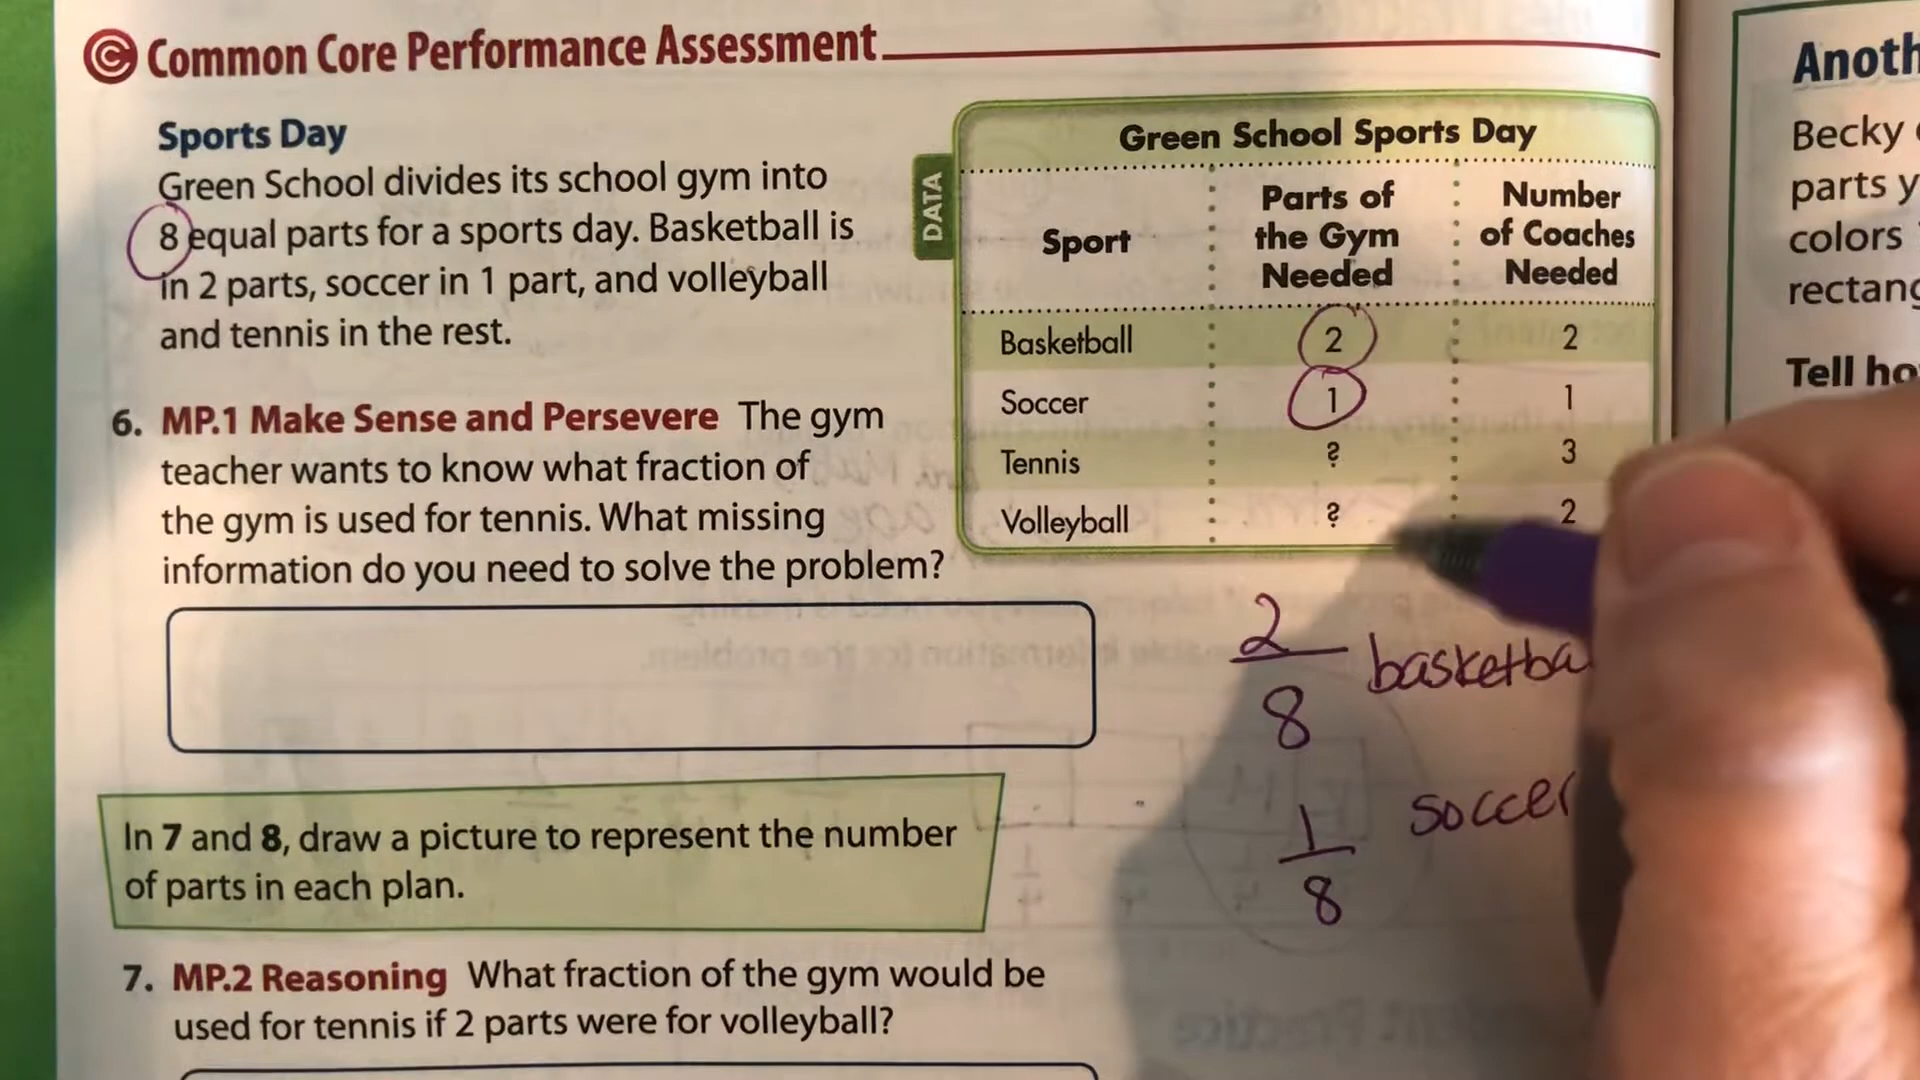 © Common Core Performance Assessment
Sports Day
Green School divides its school gym into
8 equal parts for a sports day. Basketball is
in 2 parts, soccer in 1 part, and volleyball
and tennis in the rest.
6. MP.1 Make Sense and Persevere The gym
teacher wants to know what fraction of
the gym is used for tennis. What missing
information do you need to solve the problem?
DATA
Green School Sports Day
Sport
Parts of
the Gym
Needed
Number
of Coaches
Needed
Basketball 2 2
Soccer 1 1
Tennis ? 3
Volleyball ? 2
2
8
basketba
1
8
soccer
In 7 and 8, draw a picture to represent the number
of parts in each plan.
7. MP.2 Reasoning What fraction of the gym would be
used for tennis if 2 parts were for volleyball?
Anoth
Becky
parts y
colors
rectang
Tell ho